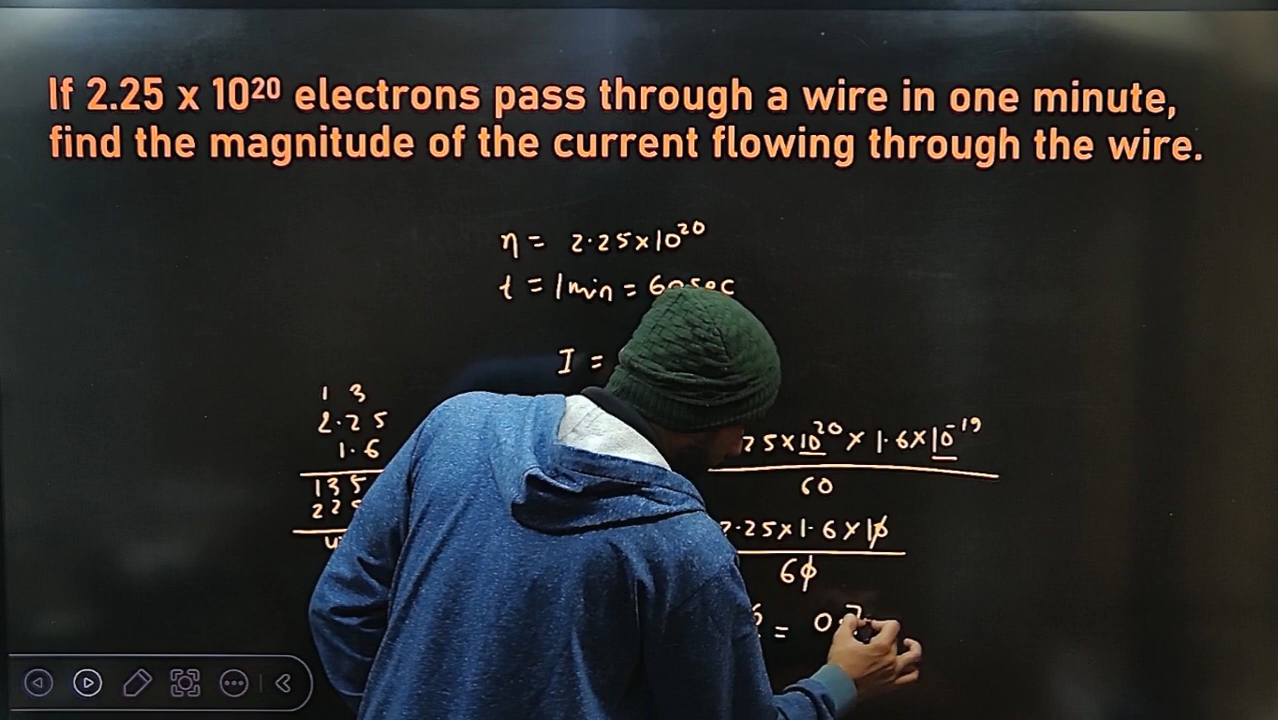 If 2.25 x 10²⁰ electrons pass through a wire in one minute,
find the magnitude of the current flowing through the wire.
η = 2.25×10²⁰
t = 1min = 60sec
I =
1 3
2.25
1.6
135
225
25×10²⁰ × 1.6×10⁻¹⁹
60
2.25×1.6×10
60
= 0.